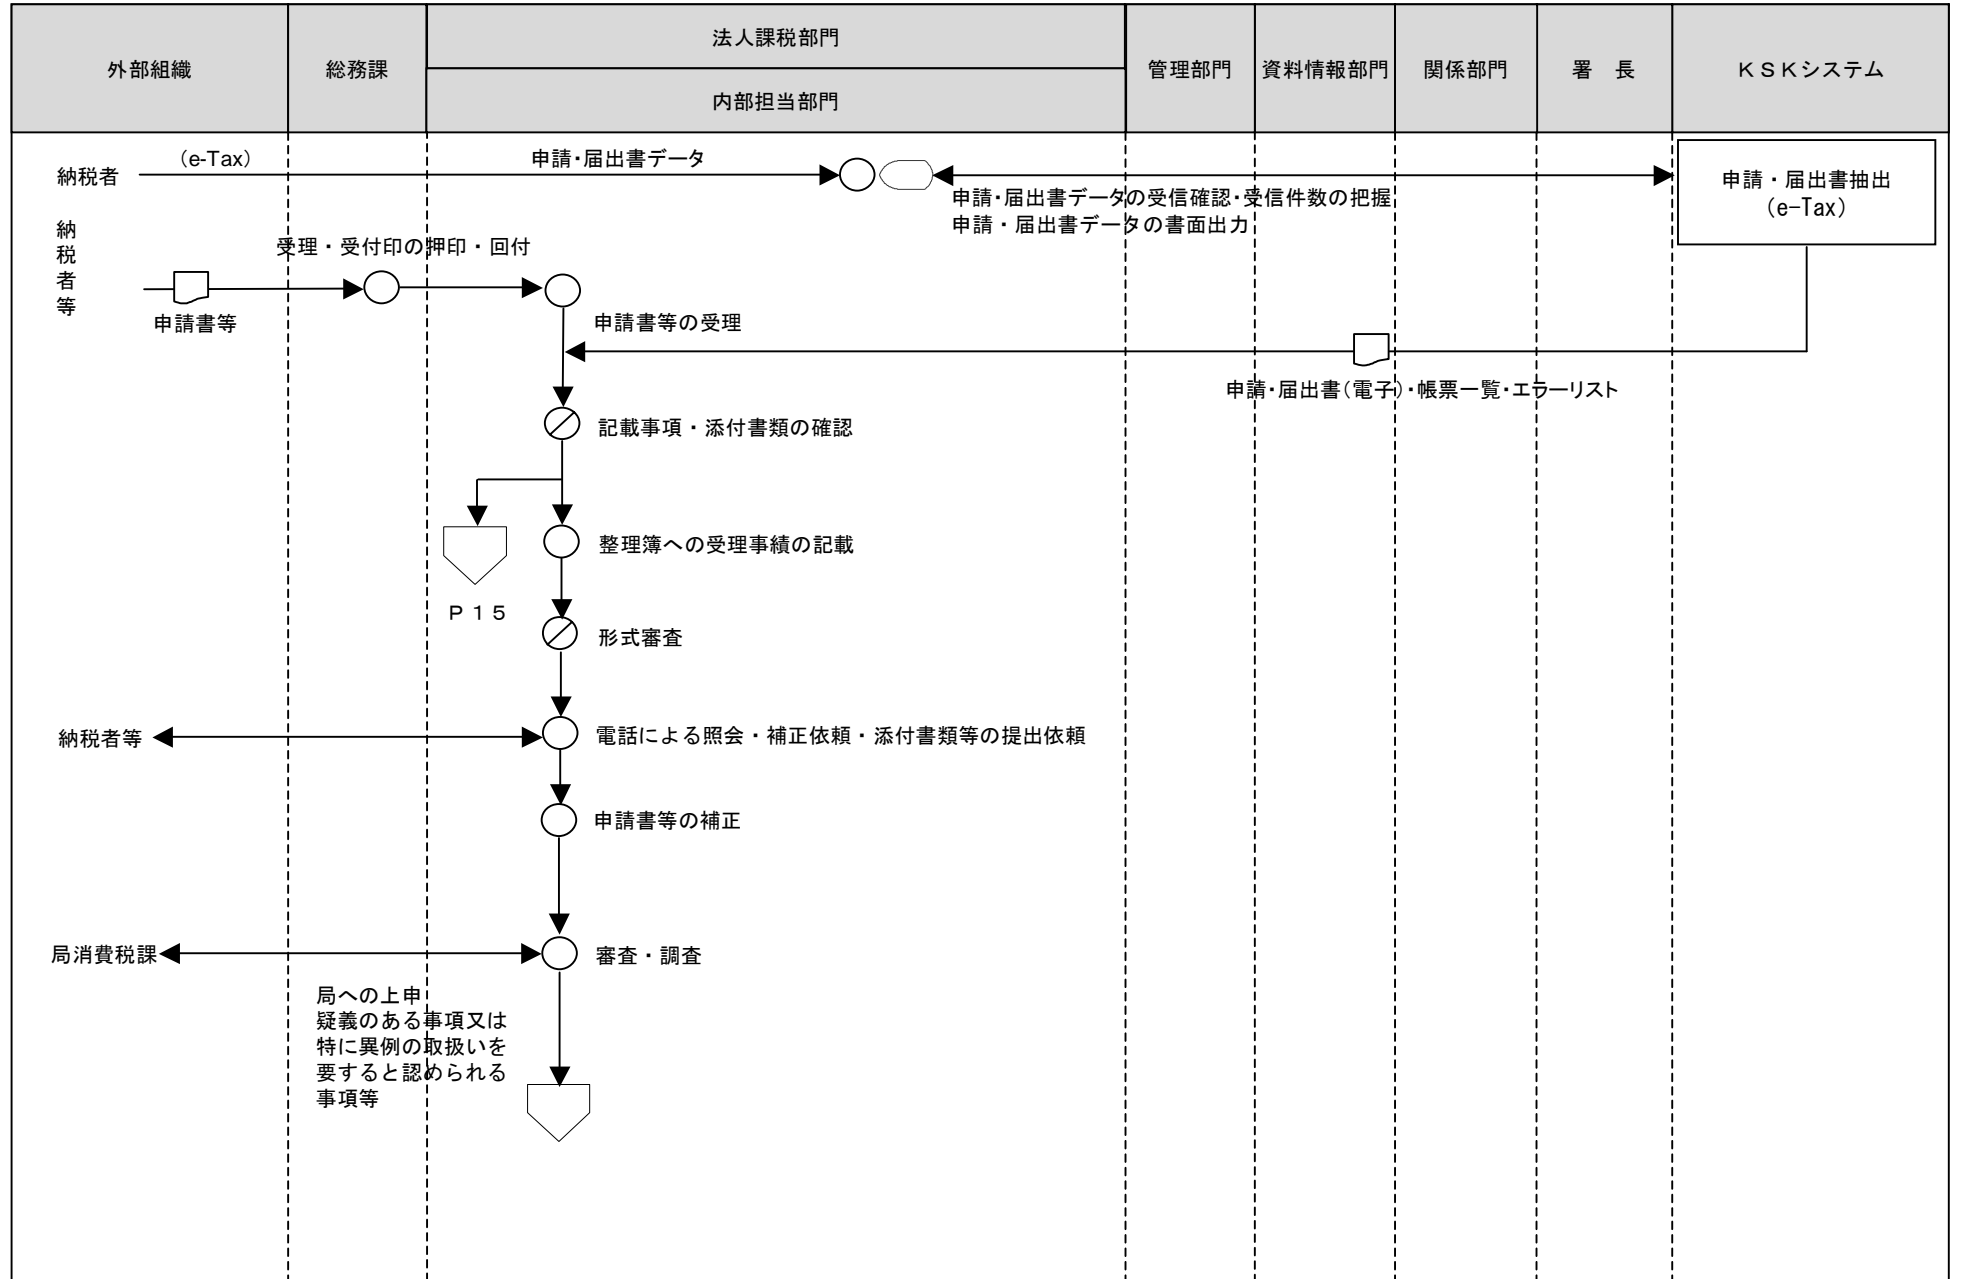 外部組織
総務課
法人課税部門
内部担当部門
管理部門
資料情報部門
関係部門
署　長
ＫＳＫシステム
納税者
（e-Tax）
申請・届出書データ
申請・届出書データの受信確認・受信件数の把握
申請・届出書データの書面出力
申請・届出書抽出
（e-Tax）
納税者等
受理・受付印の押印・回付
申請書等
申請書等の受理
申請・届出書（電子）・帳票一覧・エラーリスト
記載事項・添付書類の確認
整理簿への受理事績の記載
Ｐ１５
形式審査
納税者等
電話による照会・補正依頼・添付書類等の提出依頼
申請書等の補正
局消費税課
審査・調査
局への上申
疑義のある事項又は
特に異例の取扱いを
要すると認められる
事項等